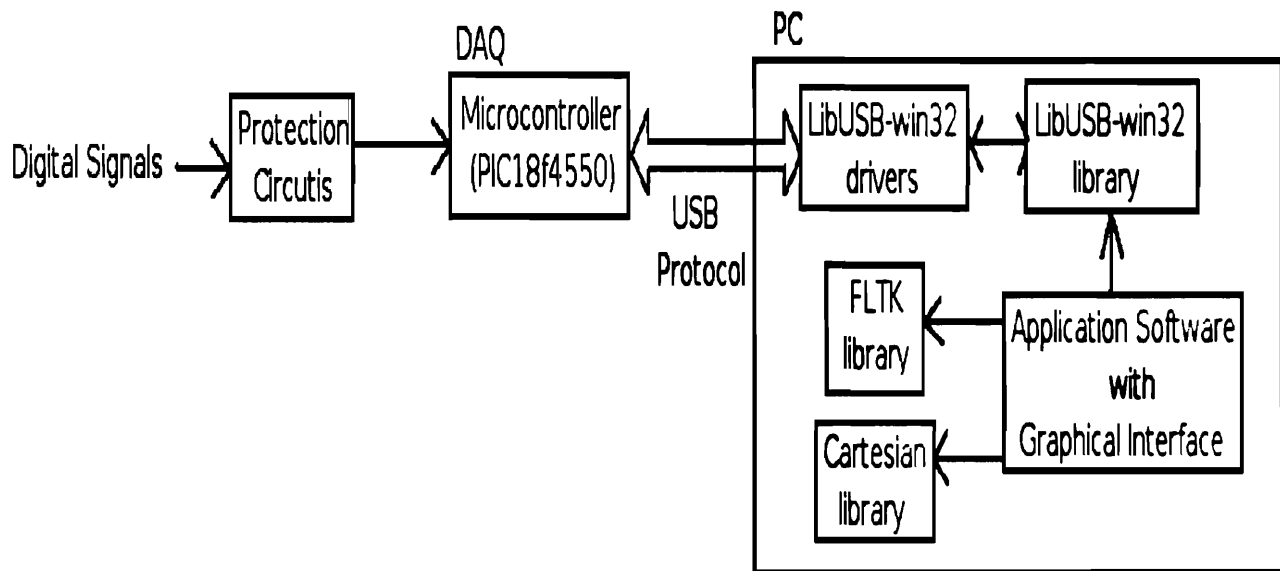 PC
DAQ
Digital Signals
Protection
Circutis
Microcontroller
(PIC18f4550)
USB
Protocol
LibUSB-win32
drivers
LibUSB-win32
library
FLTK
library
Application Software
with
Graphical Interface
Cartesian
library